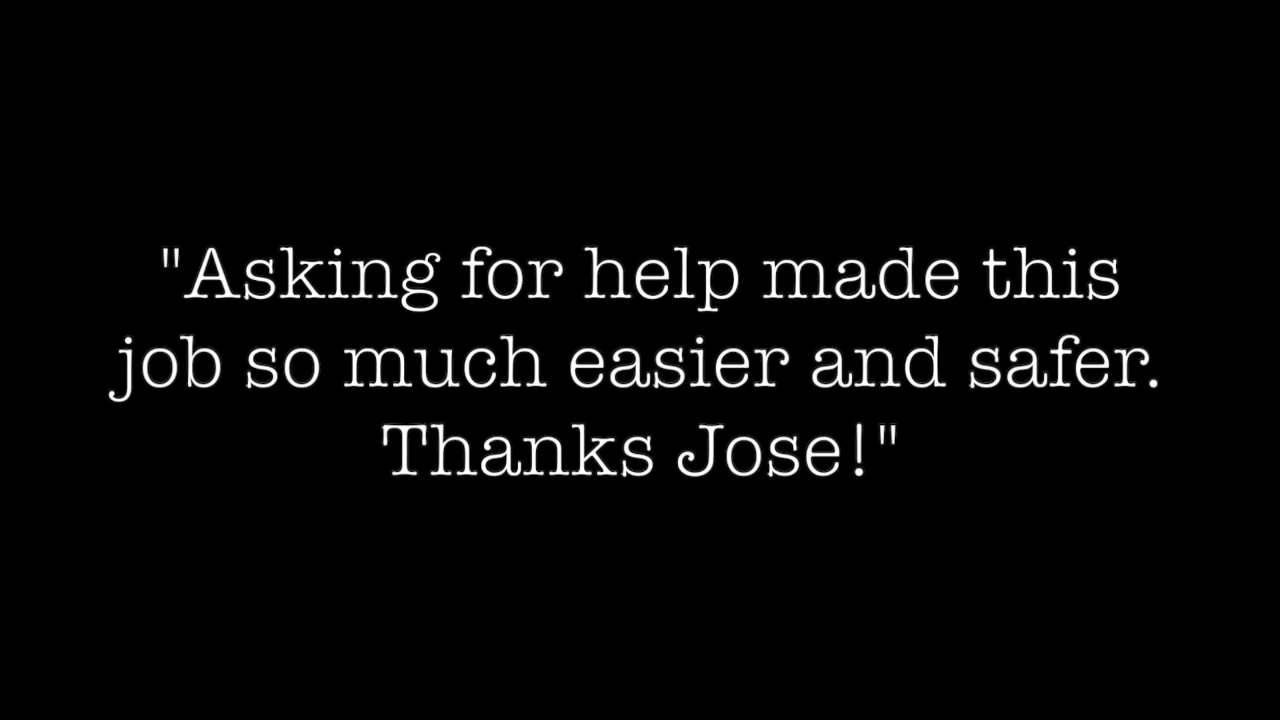 "Asking for help made this
job so much easier and safer.
Thanks Jose!"